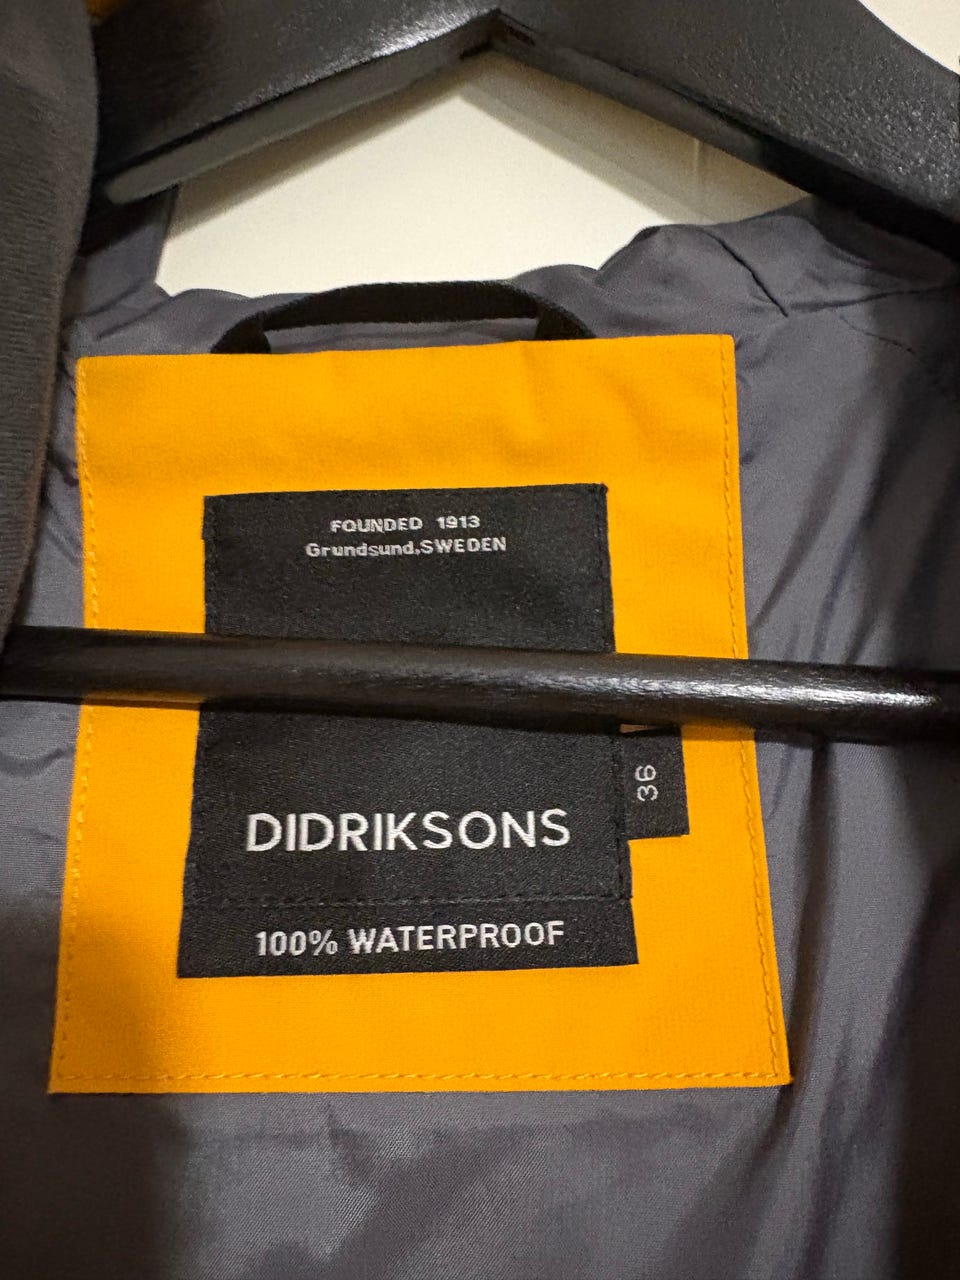 FOUNDED 1913
Grundsund.SWEDEN
DIDRIKSONS
36
100% WATERPROOF